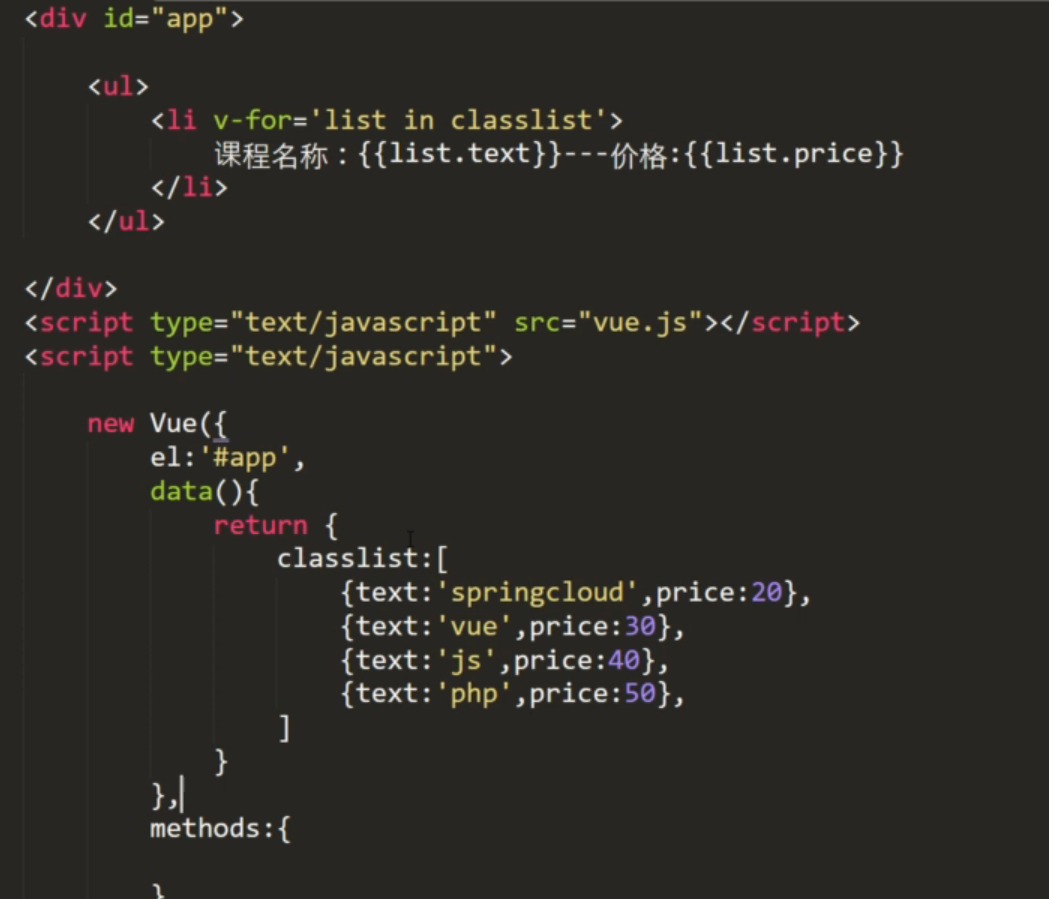 <div id="app">
<ul>
<li v-for='list in classlist'>
课程名称：{{list.text}}---价格:{{list.price}}
</li>
</ul>
</div>
<script type="text/javascript" src="vue.js"></script>
<script type="text/javascript">
new Vue({
el:'#app',
data(){
return {
classlist:[
{text:'springcloud',price:20},
{text:'vue',price:30},
{text:'js',price:40},
{text:'php',price:50},
]
}
},
methods:{
}